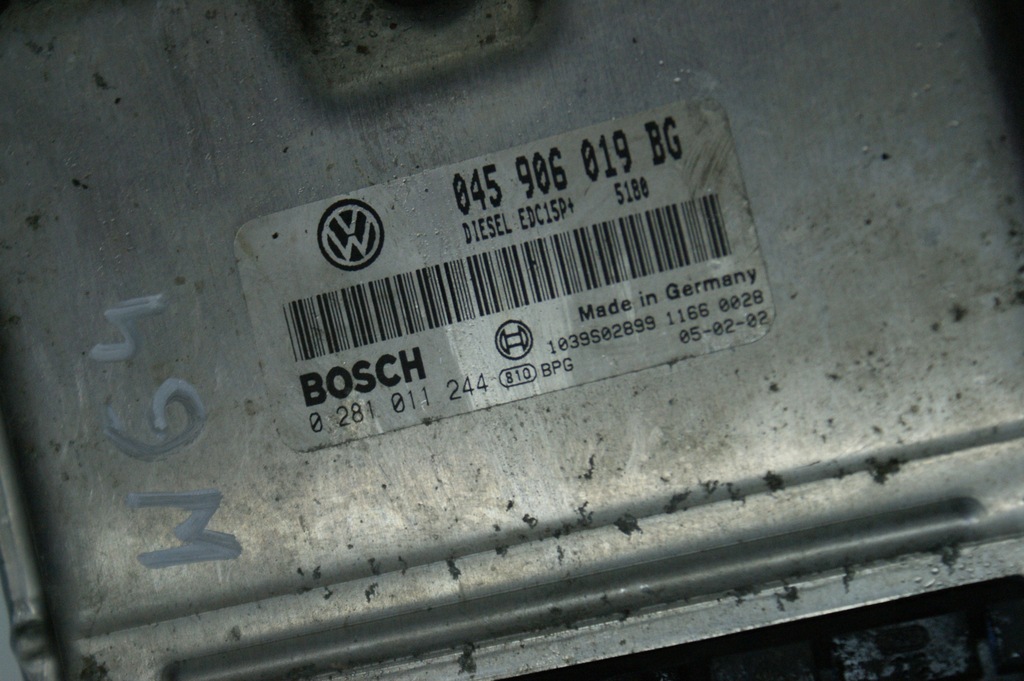 045 906 019 BG
DIESEL EDC15P+ 5180
Made in Germany
BOSCH
1039S02899 1166 0028
0 281 011 244 810 BPG
05-02-02